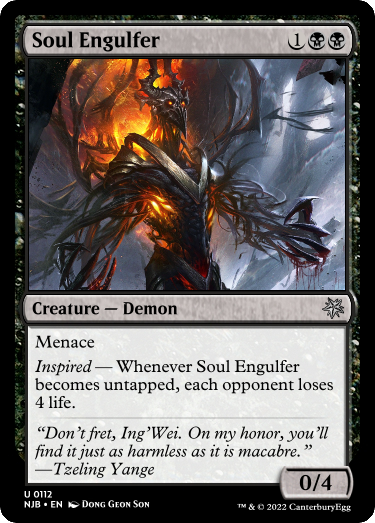 Soul Engulfer 1
Creature — Demon
Menace
Inspired — Whenever Soul Engulfer
becomes untapped, each opponent loses
4 life.
“Don’t fret, Ing’Wei. On my honor, you’ll
find it just as harmless as it is macabre.”
—Tzeling Yange
0/4
U 0112
NJB • EN Dong Geon Son
™ & © 2022 CanterburyEgg